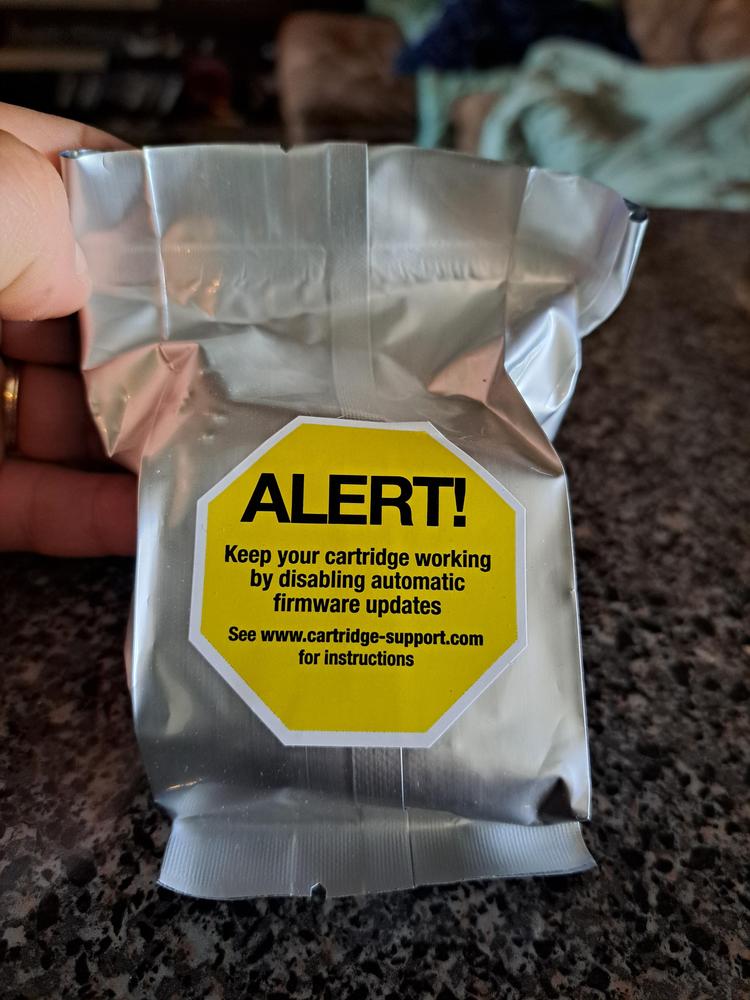 ALERT!
Keep your cartridge working
by disabling automatic
firmware updates
See www.cartridge-support.com
for instructions